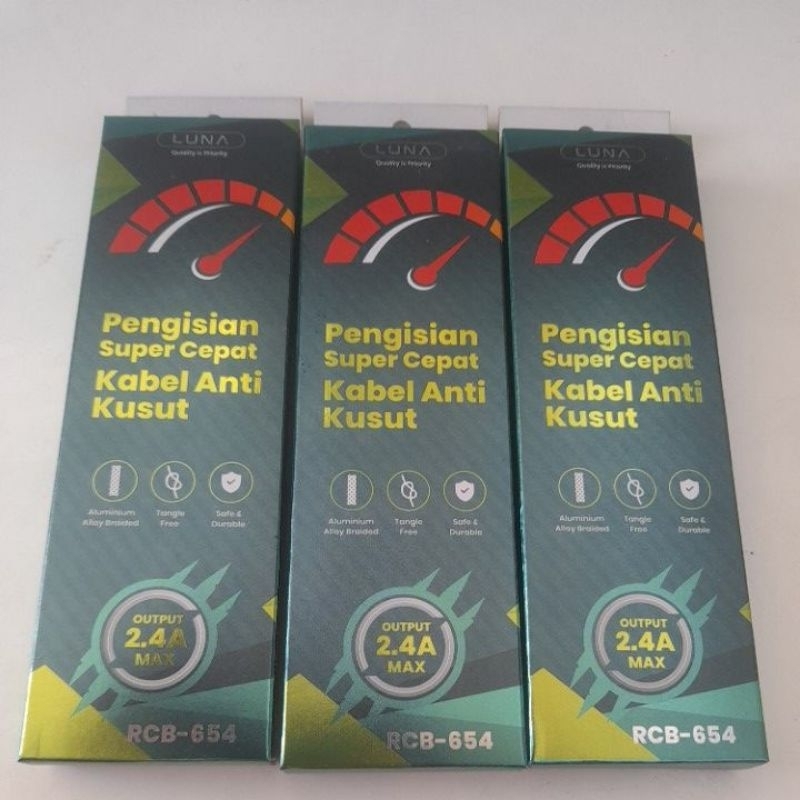 LUNA
Quality is Priority
Pengisian
Super Cepat
Kabel Anti
Kusut
Aluminium
Alloy Braided
Tangle
Free
Safe &
Durable
OUTPUT
2.4A
MAX
RCB-654
LUNA
Quality is Priority
Pengisian
Super Cepat
Kabel Anti
Kusut
Aluminium
Alloy Braided
Tangle
Free
Safe &
Durable
OUTPUT
2.4A
MAX
RCB-654
LUNA
Quality is Priority
Pengisian
Super Cepat
Kabel Anti
Kusut
Aluminium
Alloy Braided
Tangle
Free
Safe &
Durable
OUTPUT
2.4A
MAX
RCB-654